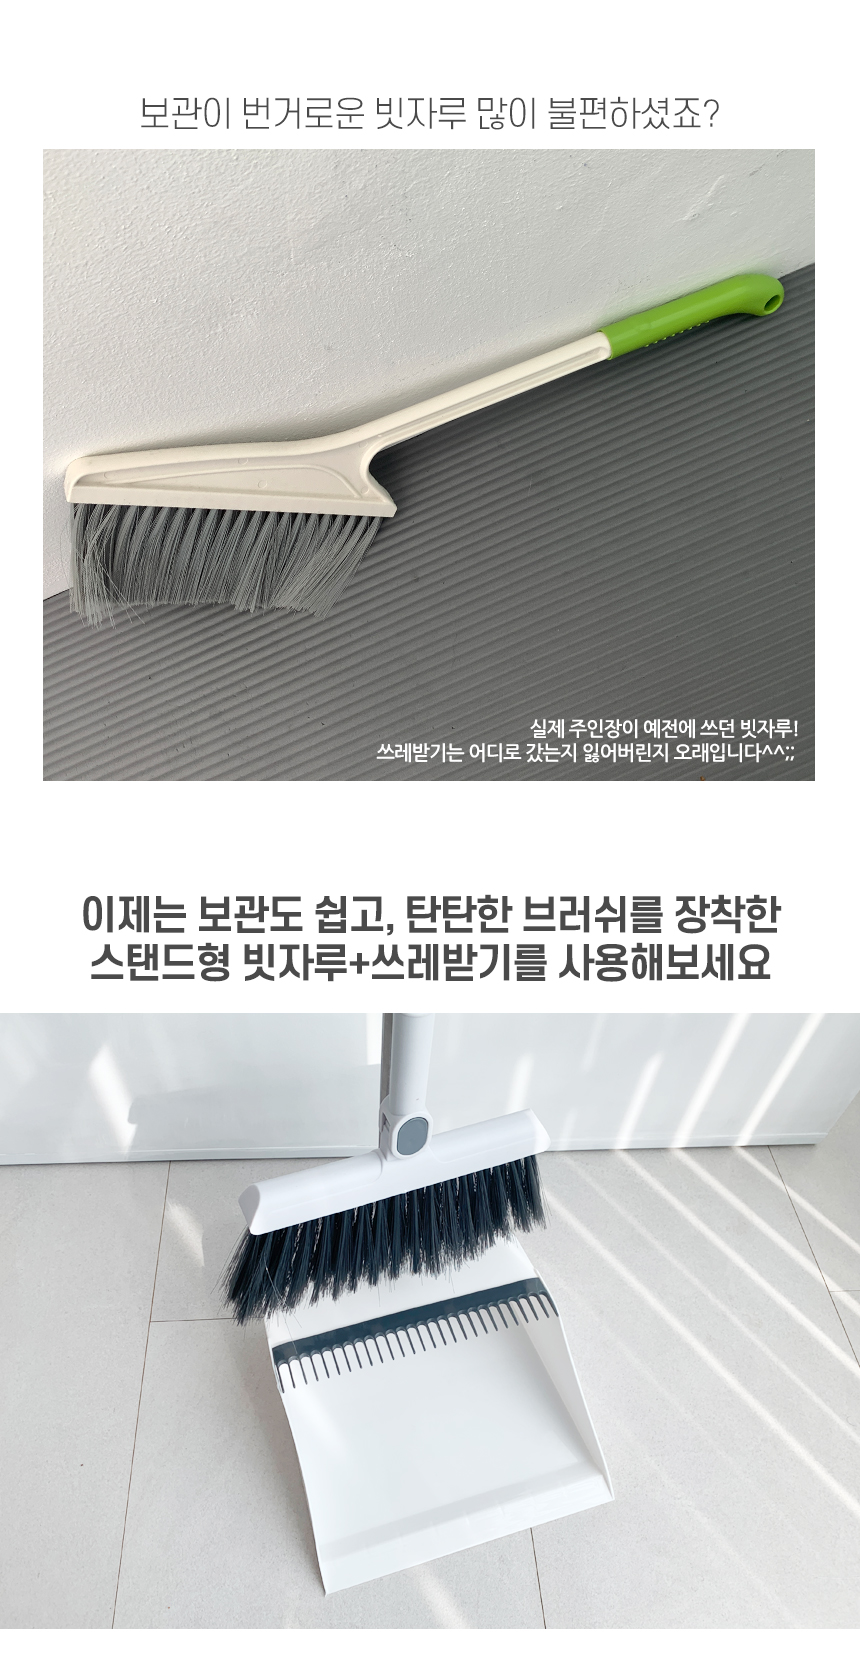 보관이 번거로운 빗자루 많이 불편하셨죠?
실제 주인장이 예전에 쓰던 빗자루!
쓰레받기는 어디로 갔는지 잃어버린지 오래입니다^^;;
이제는 보관도 쉽고, 탄탄한 브러쉬를 장착한
스탠드형 빗자루+쓰레받기를 사용해보세요